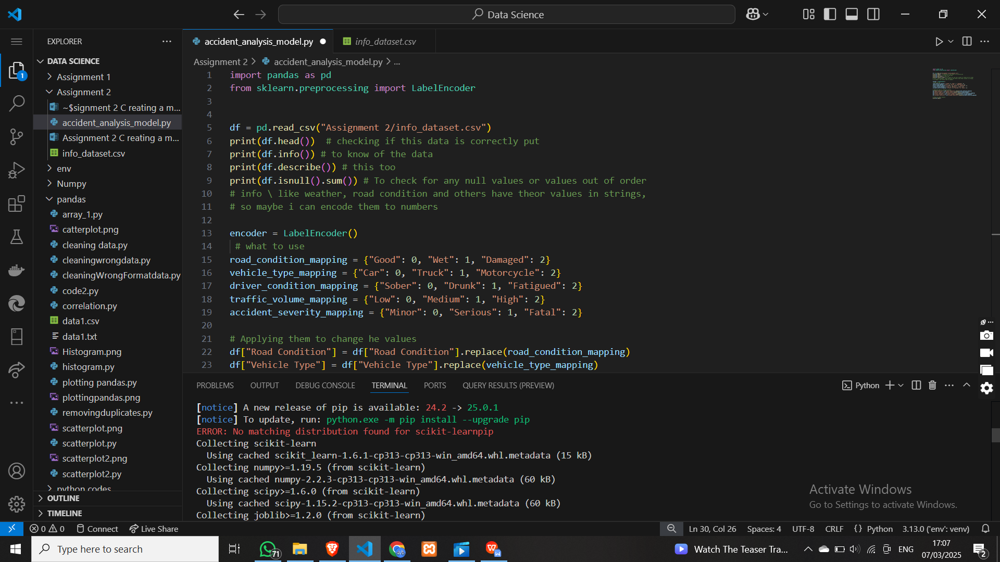 Data Science
EXPLORER
DATA SCIENCE
Assignment 1
Assignment 2
~$signment 2 C reating a m...
accident_analysis_model.py
Assignment 2 C reating a m...
info_dataset.csv
env
Numpy
pandas
array_1.py
catterplot.png
cleaning data.py
cleaningwrongdata.py
cleaningWrongFormatdata.py
code2.py
correlation.py
data1.csv
data1.txt
Histogram.png
histogram.py
plotting pandas.py
plottingpandas.png
removingduplicates.py
scatterplot.png
scatterplot.py
scatterplot2.png
scatterplot2.py
python codes
OUTLINE
TIMELINE
1
accident_analysis_model.py
info_dataset.csv
Assignment 2 > accident_analysis_model.py > ...
1 import pandas as pd
2 from sklearn.preprocessing import LabelEncoder
3
4
5 df = pd.read_csv("Assignment 2/info_dataset.csv")
6 print(df.head())  # checking if this data is correctly put
7 print(df.info()) # to know of the data
8 print(df.describe()) # this too
9 print(df.isnull().sum()) # To check for any null values or values out of order
10 # info \ like weather, road condition and others have theor values in strings,
11 # so maybe i can encode them to numbers
12
13 encoder = LabelEncoder()
14  # what to use
15 road_condition_mapping = {"Good": 0, "Wet": 1, "Damaged": 2}
16 vehicle_type_mapping = {"Car": 0, "Truck": 1, "Motorcycle": 2}
17 driver_condition_mapping = {"Sober": 0, "Drunk": 1, "Fatigued": 2}
18 traffic_volume_mapping = {"Low": 0, "Medium": 1, "High": 2}
19 accident_severity_mapping = {"Minor": 0, "Serious": 1, "Fatal": 2}
20
21 # Applying them to change he values
22 df["Road Condition"] = df["Road Condition"].replace(road_condition_mapping)
23 df["Vehicle Type"] = df["Vehicle Type"].replace(vehicle_type_mapping)
PROBLEMS OUTPUT DEBUG CONSOLE TERMINAL PORTS QUERY RESULTS (PREVIEW)
Python
[notice] A new release of pip is available: 24.2 -> 25.0.1
[notice] To update, run: python.exe -m pip install --upgrade pip
ERROR: No matching distribution found for scikit-learnpip
Collecting scikit-learn
  Using cached scikit_learn-1.6.1-cp313-cp313-win_amd64.whl.metadata (15 kB)
Collecting numpy>=1.19.5 (from scikit-learn)
  Using cached numpy-2.2.3-cp313-cp313-win_amd64.whl.metadata (60 kB)
Collecting scipy>=1.6.0 (from scikit-learn)
  Using cached scipy-1.15.2-cp313-cp313-win_amd64.whl.metadata (60 kB)
Collecting joblib>=1.2.0 (from scikit-learn)
Activate Windows
Go to Settings to activate Windows.
0 0 Connect Live Share
Ln 30, Col 26 Spaces: 4 UTF-8 CRLF {} Python 3.13.0 ('env': venv)
Type here to search
71
Watch The Teaser Tra...
ENG
17:07
07/03/2025
2